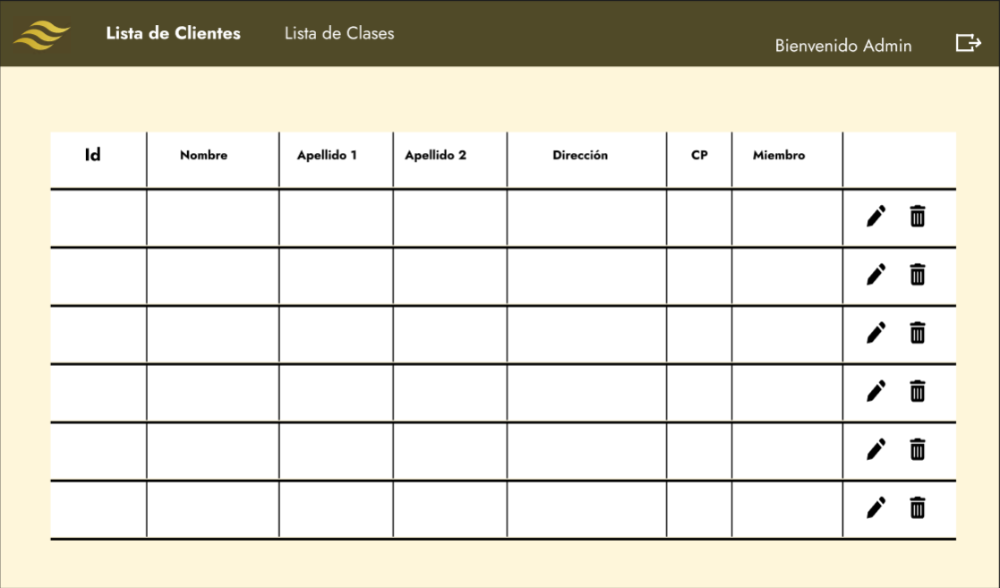 Lista de Clientes
Lista de Clases
Bienvenido Admin
Id Nombre Apellido 1 Apellido 2 Dirección CP Miembro